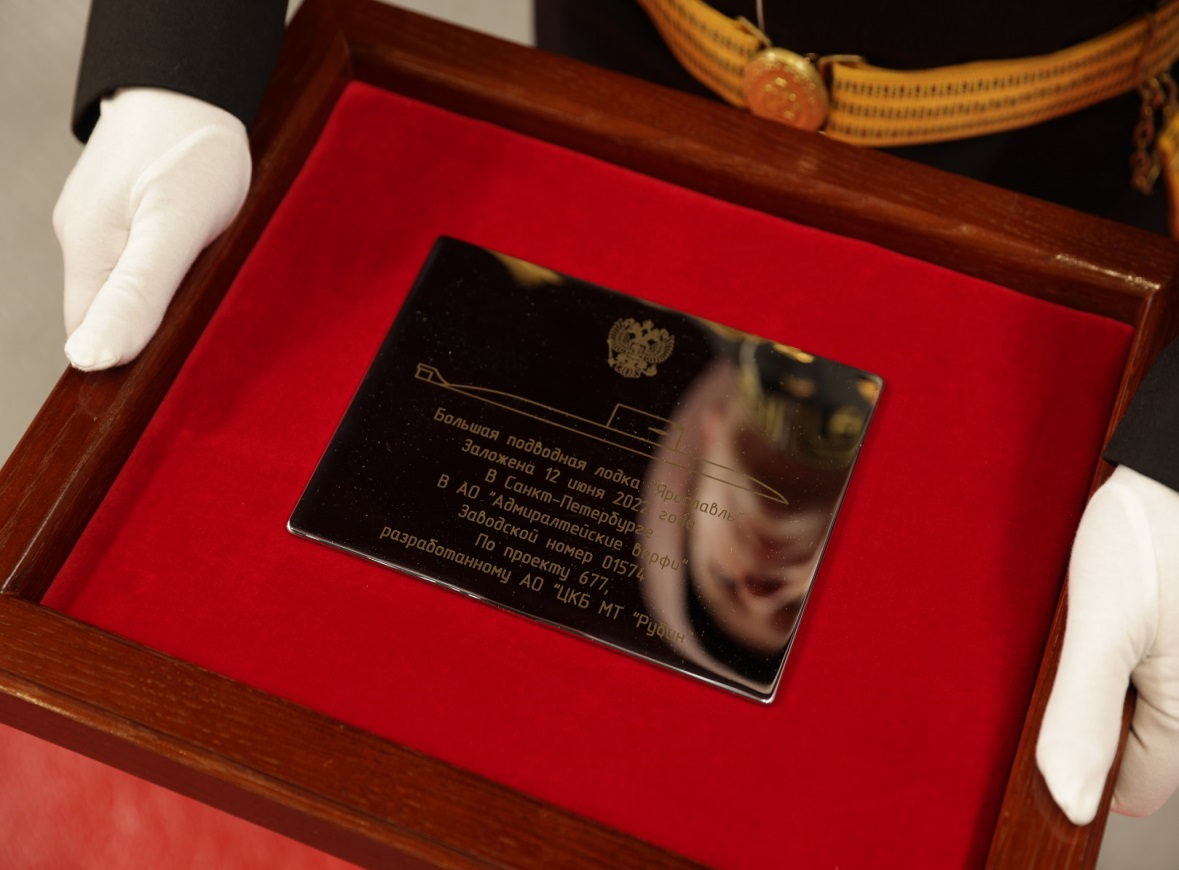 Большая подводная лодка "Ярославль"
Заложена 12 июня 2022 года
В Санкт-Петербурге
В АО "Адмиралтейские верфи"
Заводской номер 01574
По проекту 677,
разработанному АО "ЦКБ МТ "Рубин"